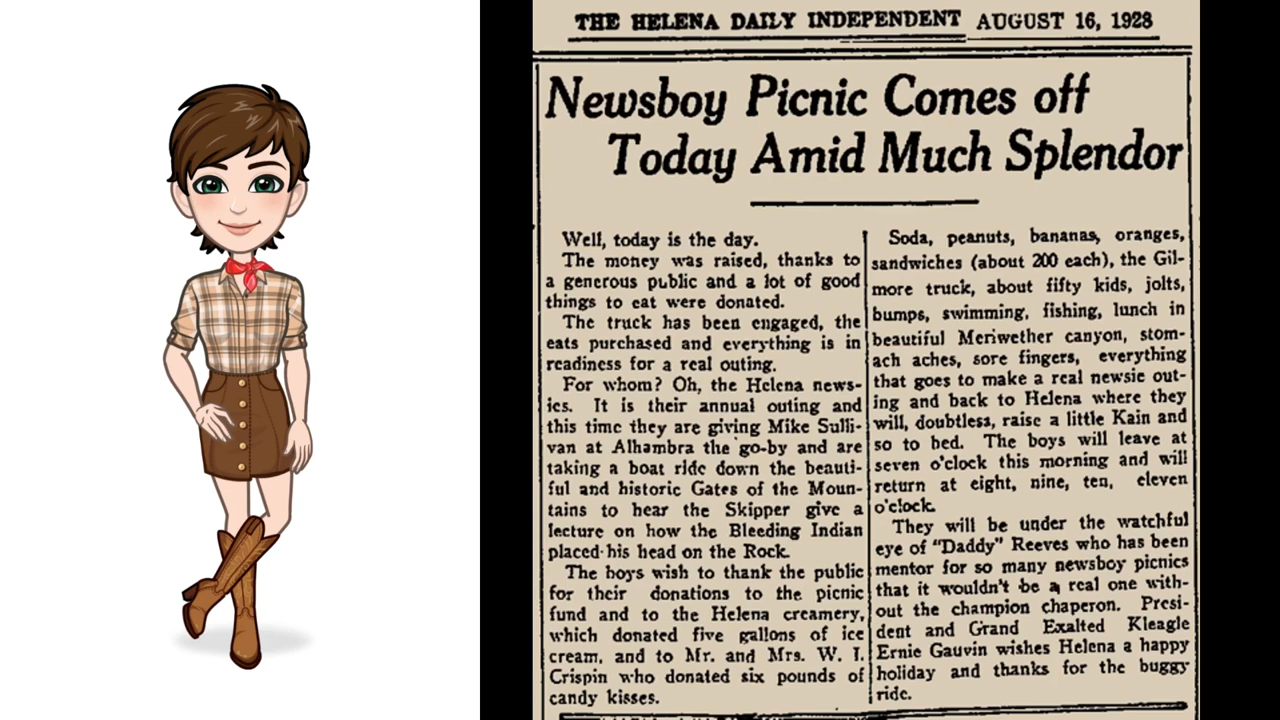 THE HELENA DAILY INDEPENDENT AUGUST 16, 1928
Newsboy Picnic Comes off
Today Amid Much Splendor
Well, today is the day.
The money was raised, thanks to
a generous public and a lot of good
things to eat were donated.
The truck has been engaged, the
eats purchased and everything is in
readiness for a real outing.
For whom? Oh, the Helena news-
ies. It is their annual outing and
this time they are giving Mike Sulli-
van at Alhambra the go-by and are
taking a boat ride down the beauti-
ful and historic Gates of the Moun-
tains to hear the Skipper give a
lecture on how the Bleeding Indian
placed his head on the Rock.
The boys wish to thank the public
for their donations to the picnic
fund and to the Helena creamery,
which donated five gallons of ice
cream, and to Mr. and Mrs. W. I.
Crispin who donated six pounds of
candy kisses.
Soda, peanuts, bananas, oranges,
sandwiches (about 200 each), the Gil-
more truck, about fifty kids, jolts,
bumps, swimming, fishing, lunch in
beautiful Meriwether canyon, stom-
ach aches, sore fingers, everything
that goes to make a real newsie out-
ing and back to Helena where they
will, doubtless, raise a little Kain and
so to bed. The boys will leave at
seven o'clock this morning and will
return at eight, nine, ten, eleven
o'clock.
They will be under the watchful
eye of "Daddy" Reeves who has been
mentor for so many newsboy picnics
that it wouldn't be a real one with-
out the champion chaperon. Presi-
dent and Grand Exalted Kleagle
Ernie Gauvin wishes Helena a happy
holiday and thanks for the buggy
ride.